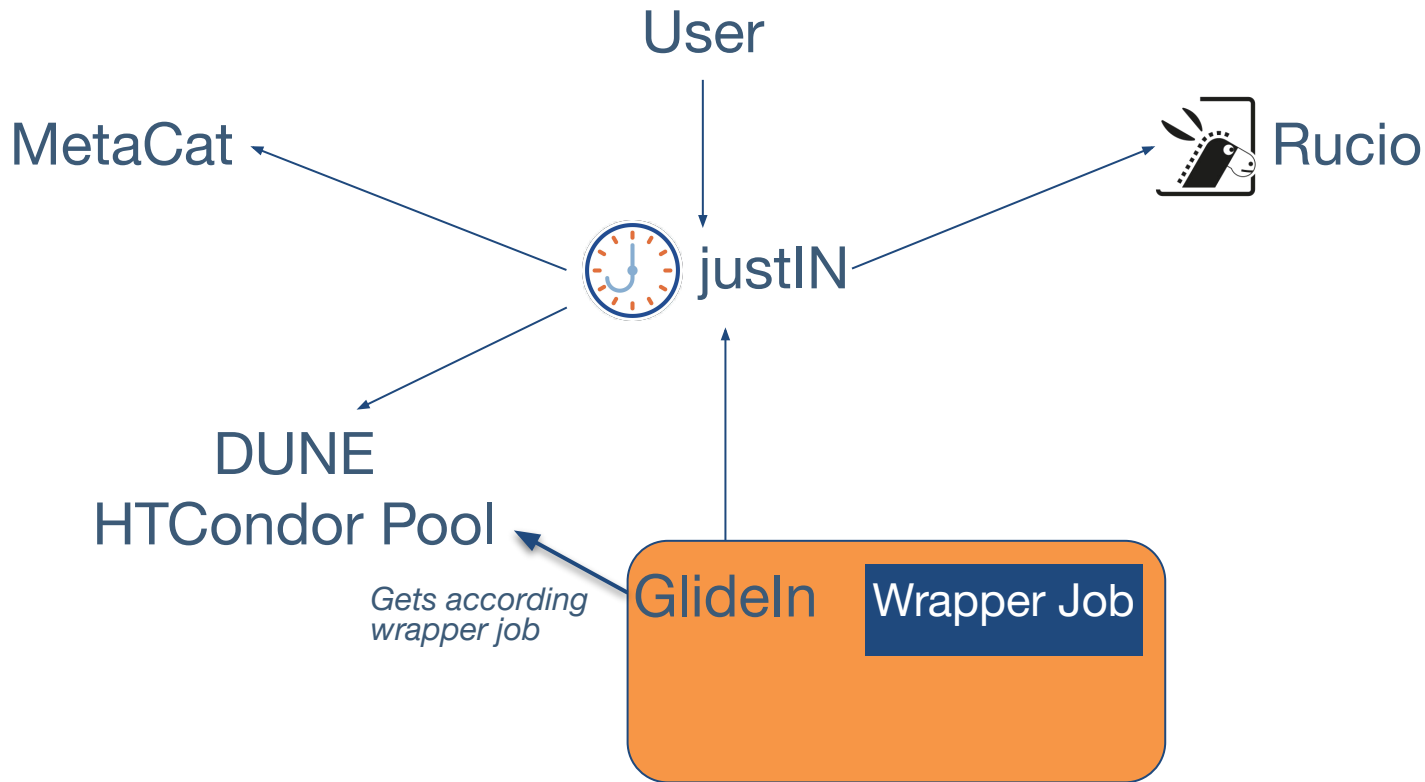 User
MetaCat
Rucio
justIN
DUNE
HTCondor Pool
Gets according
wrapper job
GlideIn
Wrapper Job